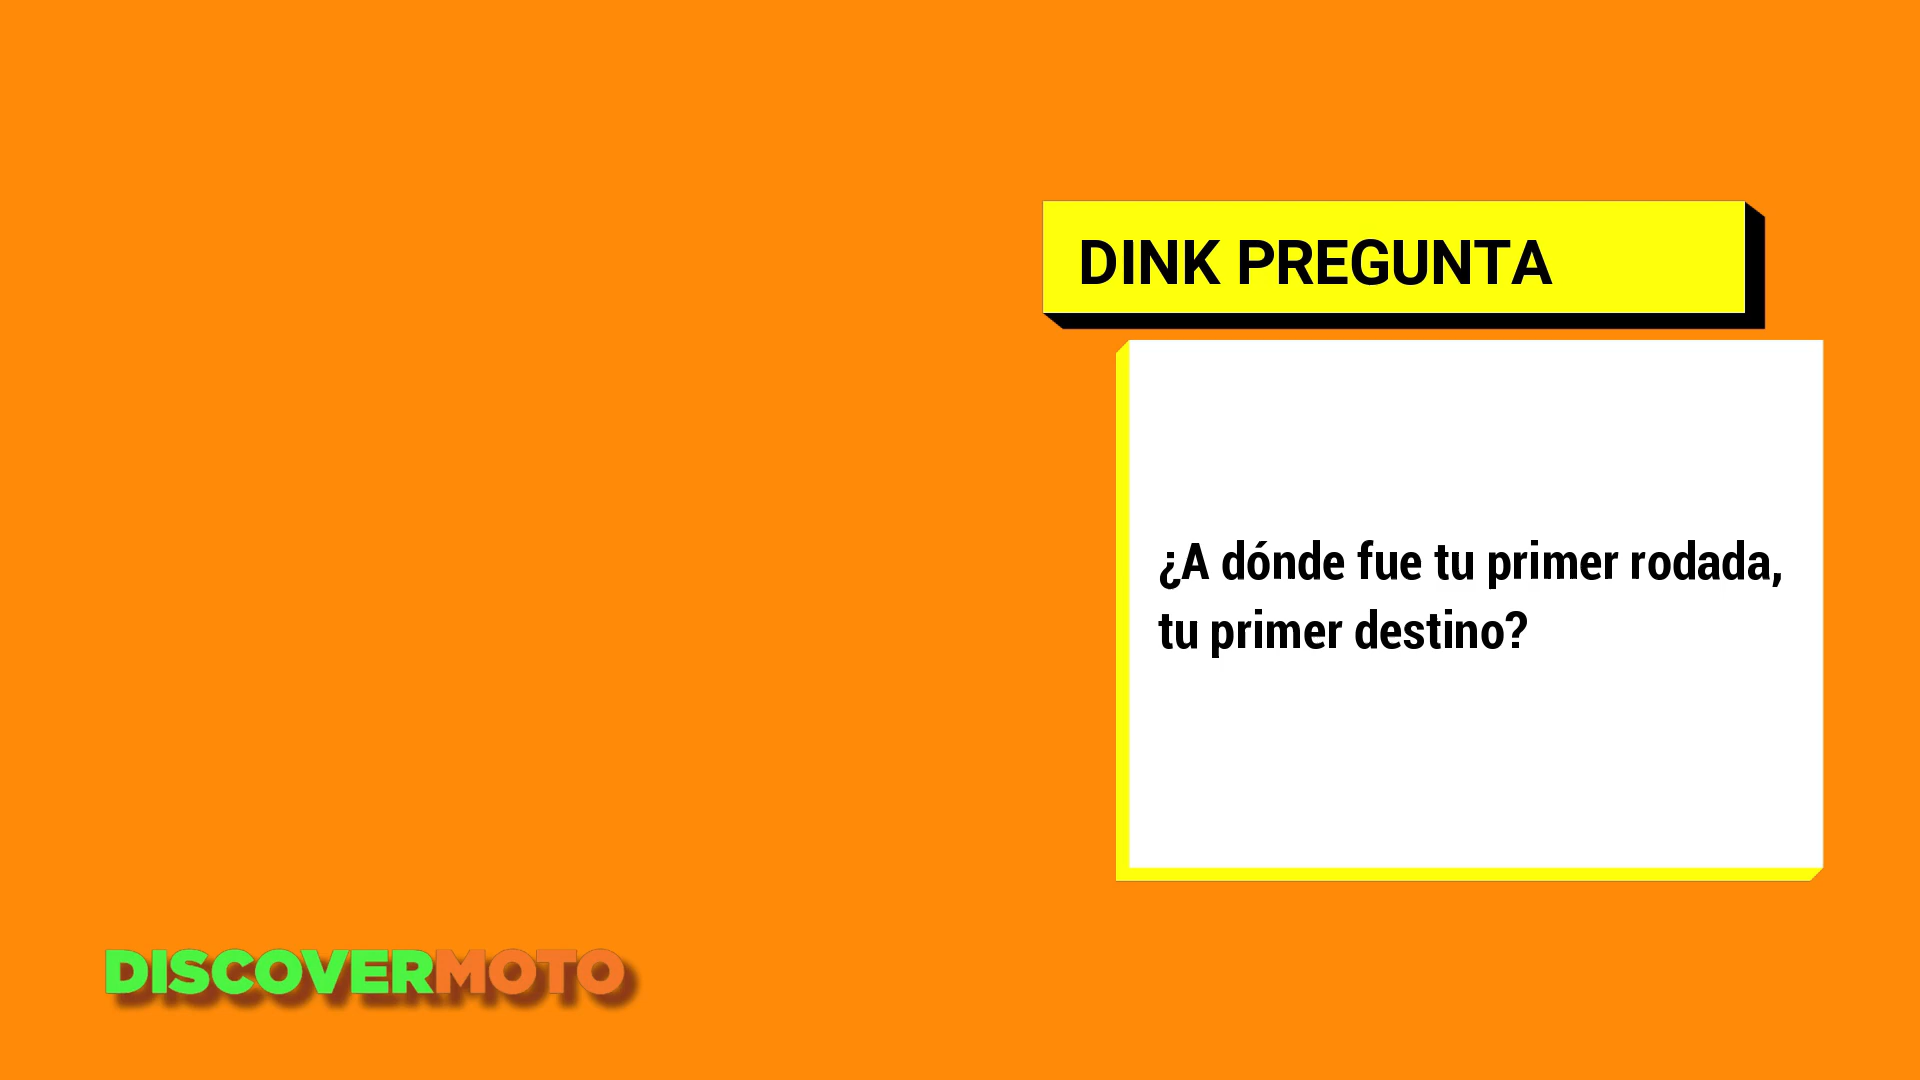 DINK PREGUNTA
¿A dónde fue tu primer rodada,
tu primer destino?
DISCOVERMOTO